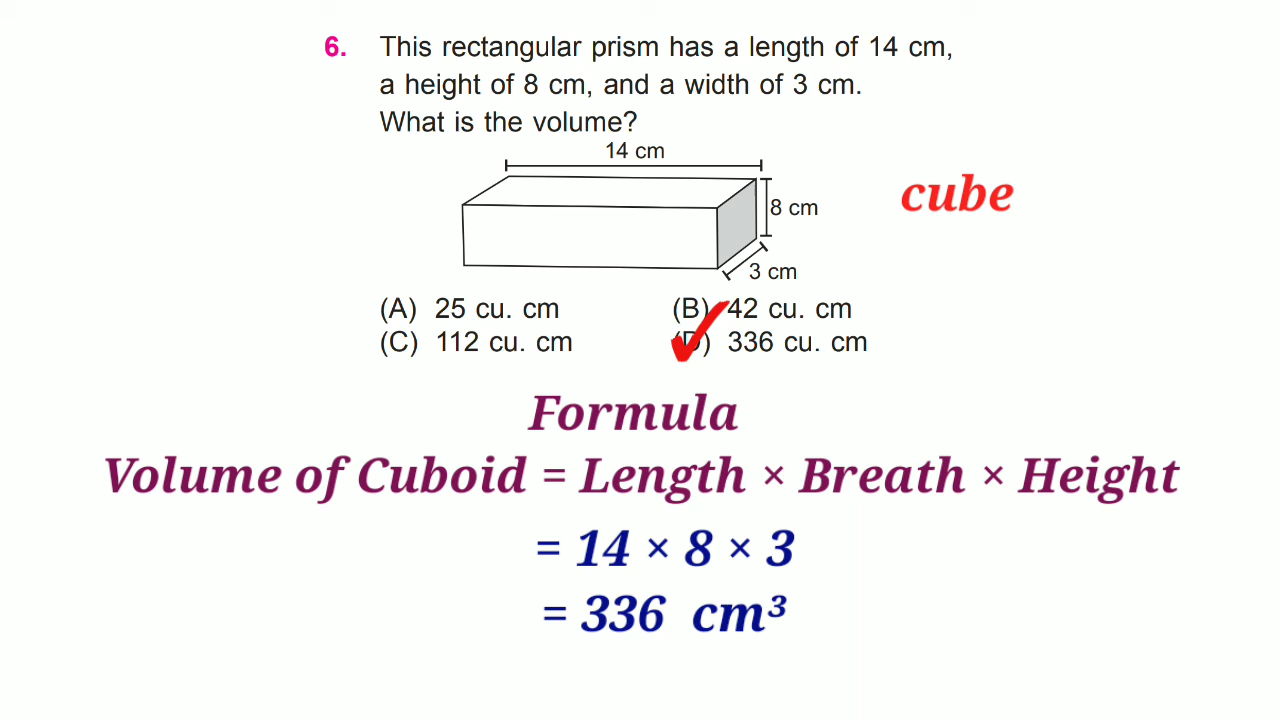 6. This rectangular prism has a length of 14 cm,
a height of 8 cm, and a width of 3 cm.
What is the volume?
14 cm
8 cm
3 cm
cube
(A) 25 cu. cm (B) 42 cu. cm
(C) 112 cu. cm (D) 336 cu. cm
Formula
Volume of Cuboid = Length × Breath × Height
= 14 × 8 × 3
= 336 cm³